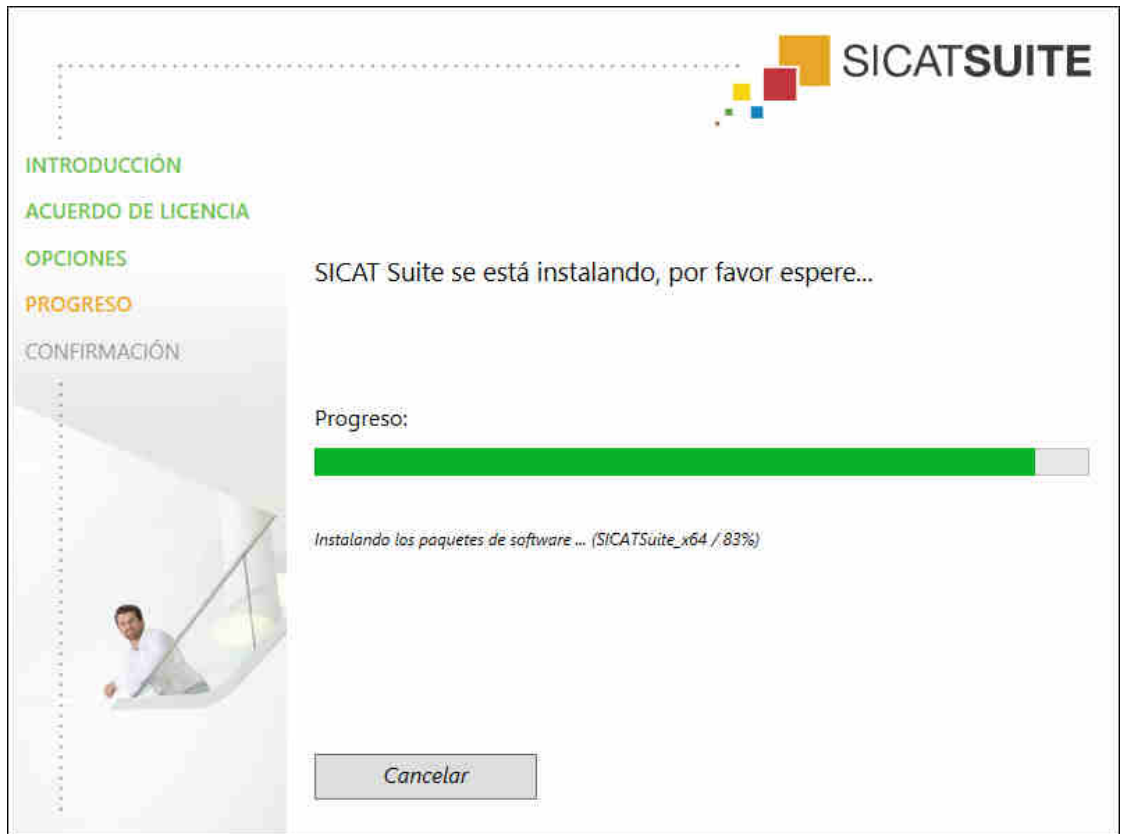 SICATSUITE
INTRODUCCIÓN
ACUERDO DE LICENCIA
OPCIONES
PROGRESO
CONFIRMACIÓN
SICAT Suite se está instalando, por favor espere...
Progreso:
Instalando los paquetes de software ... (SICATSuite_x64 / 83%)
Cancelar